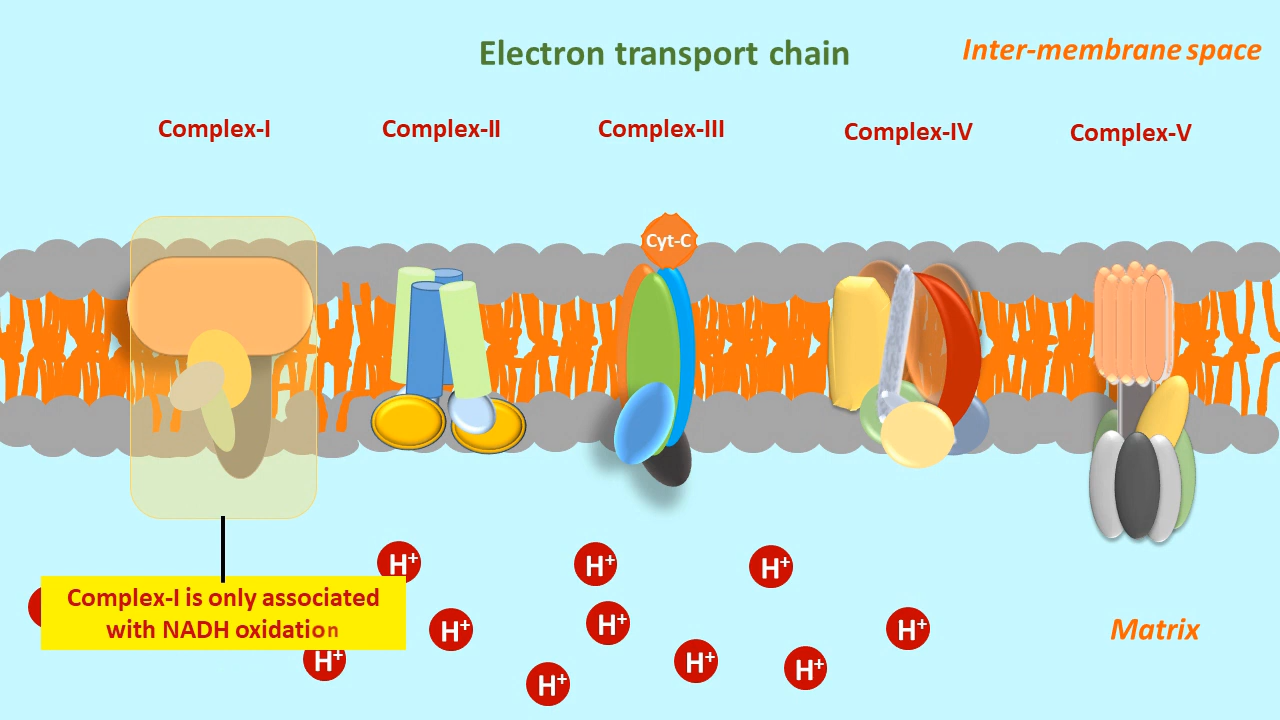 Electron transport chain
Inter-membrane space
Complex-I
Complex-II
Complex-III
Complex-IV
Complex-V
Cyt-C
H+
H+
H+
Complex-I is only associated
with NADH oxidation
H+
H+
H+
Matrix
H+
H+
H+
H+